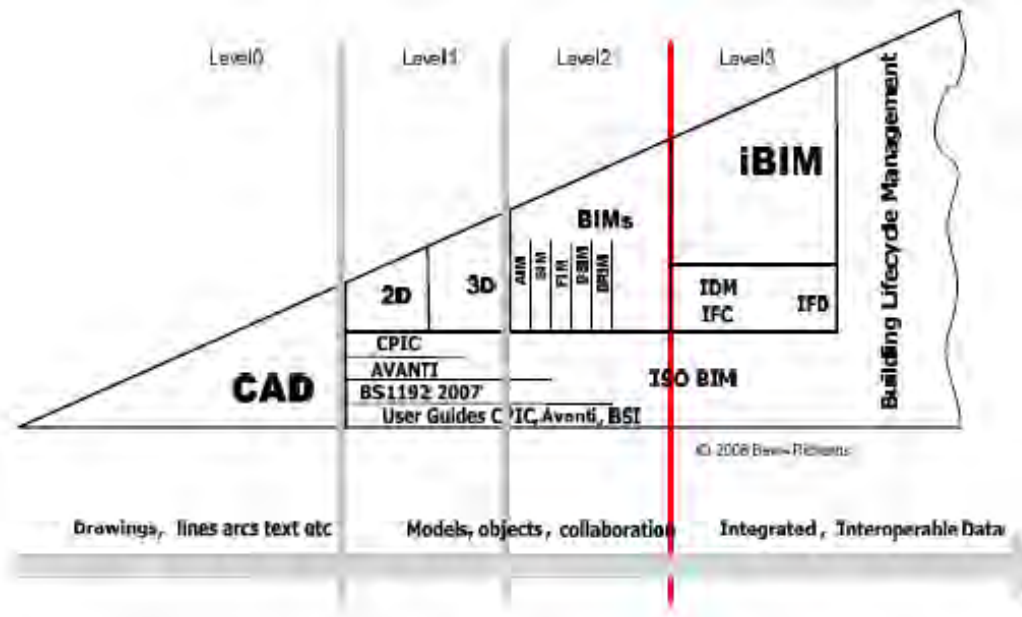 Level0 Level1 Level2 Level3
iBIM
BIMs
2D 3D AIM SIM FIM BSIM BRIM
IDM
IFC IFD
Building Lifecycle Management
CPIC
AVANTI
CAD ISO BIM
BS1192 2007
User Guides CPIC, Avanti, BSI
© 2008 Bew - Richards
Drawings, lines arcs text etc Models, objects, collaboration Integrated, Interoperable Data